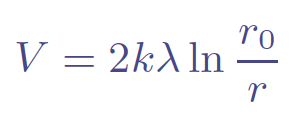 V = 2kλ ln r₀/r